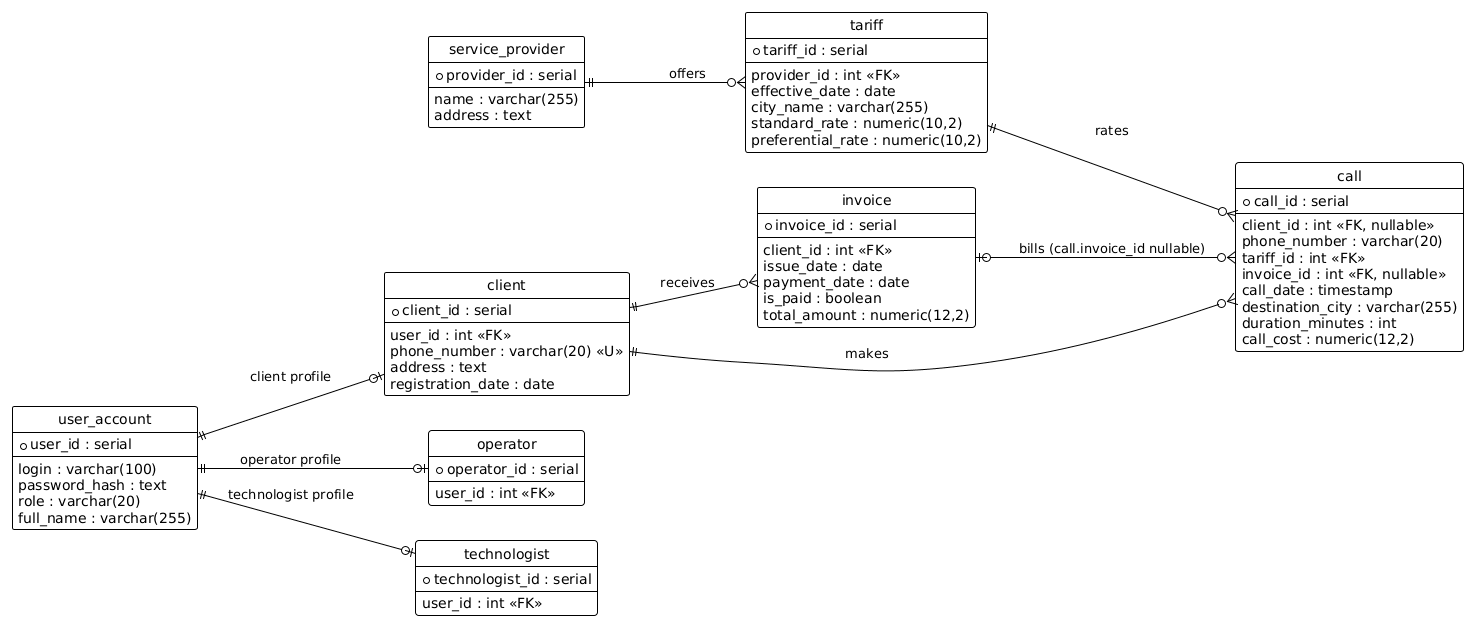 tariff
tariff_id : serial
provider_id : int «FK»
effective_date : date
city_name : varchar(255)
standard_rate : numeric(10,2)
preferential_rate : numeric(10,2)
service_provider
provider_id : serial
name : varchar(255)
address : text
offers
rates
call
call_id : serial
client_id : int «FK, nullable»
phone_number : varchar(20)
tariff_id : int «FK»
invoice_id : int «FK, nullable»
call_date : timestamp
destination_city : varchar(255)
duration_minutes : int
call_cost : numeric(12,2)
invoice
invoice_id : serial
client_id : int «FK»
issue_date : date
payment_date : date
is_paid : boolean
total_amount : numeric(12,2)
bills (call.invoice_id nullable)
client
client_id : serial
user_id : int «FK»
phone_number : varchar(20) «U»
address : text
registration_date : date
receives
makes
client profile
user_account
user_id : serial
login : varchar(100)
password_hash : text
role : varchar(20)
full_name : varchar(255)
operator profile
technologist profile
operator
operator_id : serial
user_id : int «FK»
technologist
technologist_id : serial
user_id : int «FK»